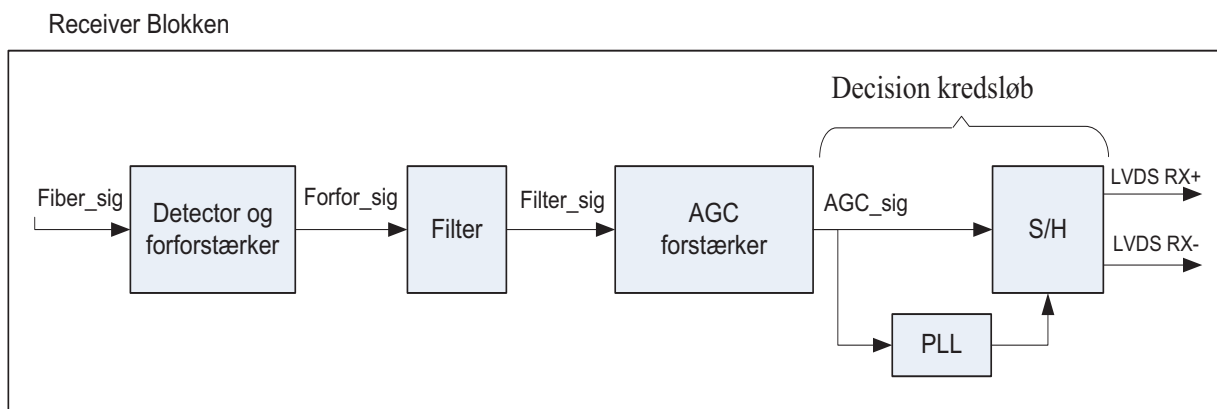 Receiver Blokken
Decision kredsløb
Fiber_sig
Detector og
forforstærker
Forfor_sig
Filter
Filter_sig
AGC
forstærker
AGC_sig
S/H
LVDS RX+
LVDS RX-
PLL